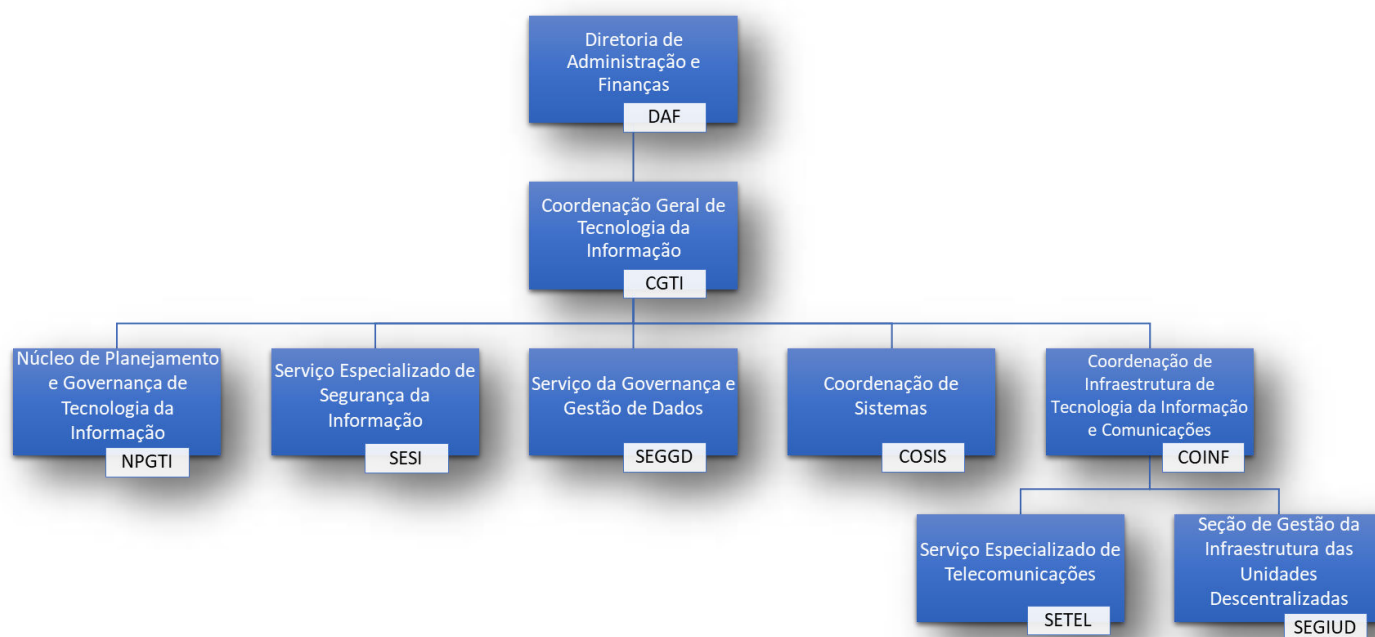 Diretoria de
Administração e
Finanças
DAF
Coordenação Geral de
Tecnologia da
Informação
CGTI
Núcleo de Planejamento
e Governança de
Tecnologia da
Informação
NPGTI
Serviço Especializado de
Segurança da
Informação
SESI
Serviço da Governança e
Gestão de Dados
SEGGD
Coordenação de
Sistemas
COSIS
Coordenação de
Infraestrutura de
Tecnologia da Informação
e Comunicações
COINF
Serviço Especializado de
Telecomunicações
SETEL
Seção de Gestão da
Infraestrutura das
Unidades
Descentralizadas
SEGIUD